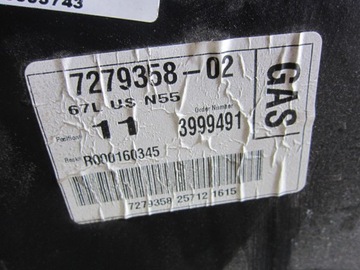 7279358-02
67L US N55
Order Number
11 3999491
R000160345
7279358 25712 1615
GAS